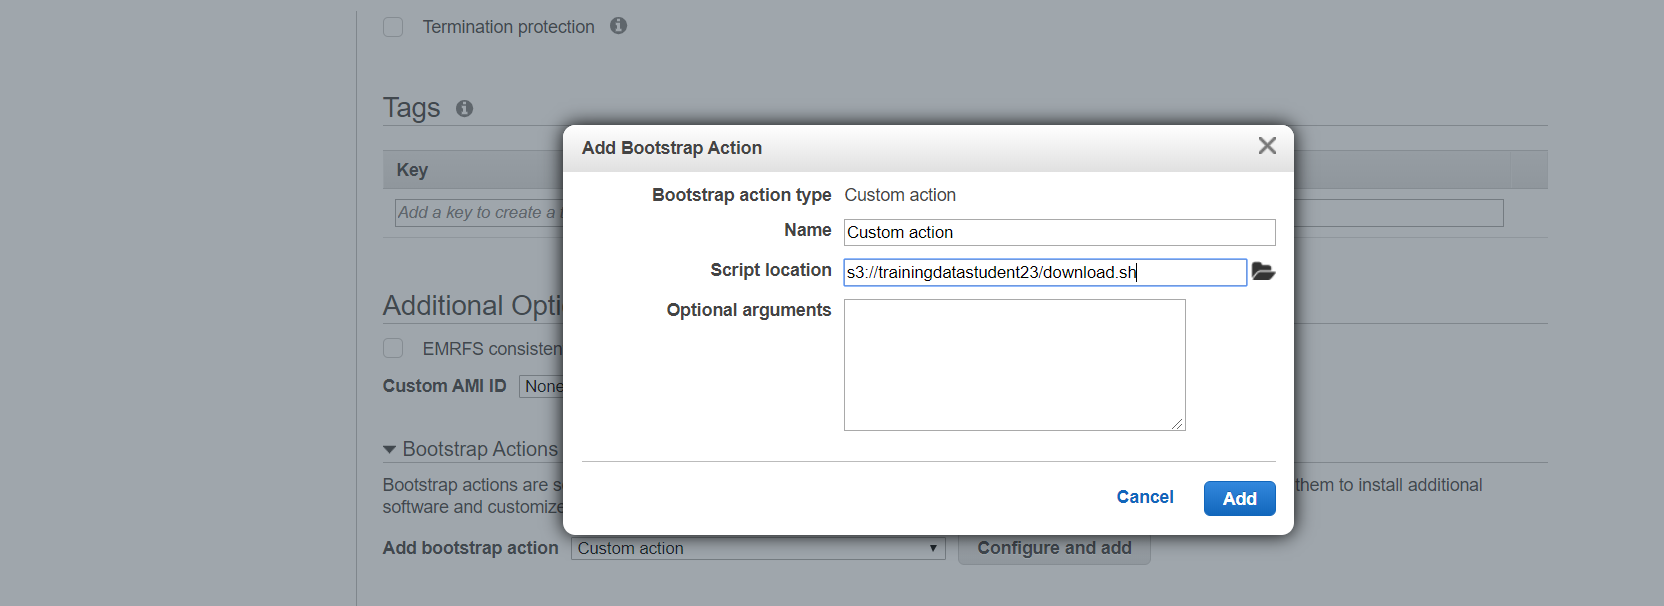 Termination protection
Tags
Key
Add a key to create a
Additional Opti
EMRFS consisten
Custom AMI ID None
Bootstrap Actions
Bootstrap actions are s
them to install additional
software and customize
Add bootstrap action Custom action Configure and add
Add Bootstrap Action
Bootstrap action type Custom action
Name Custom action
Script location s3://trainingdatastudent23/download.sh
Optional arguments
Cancel Add